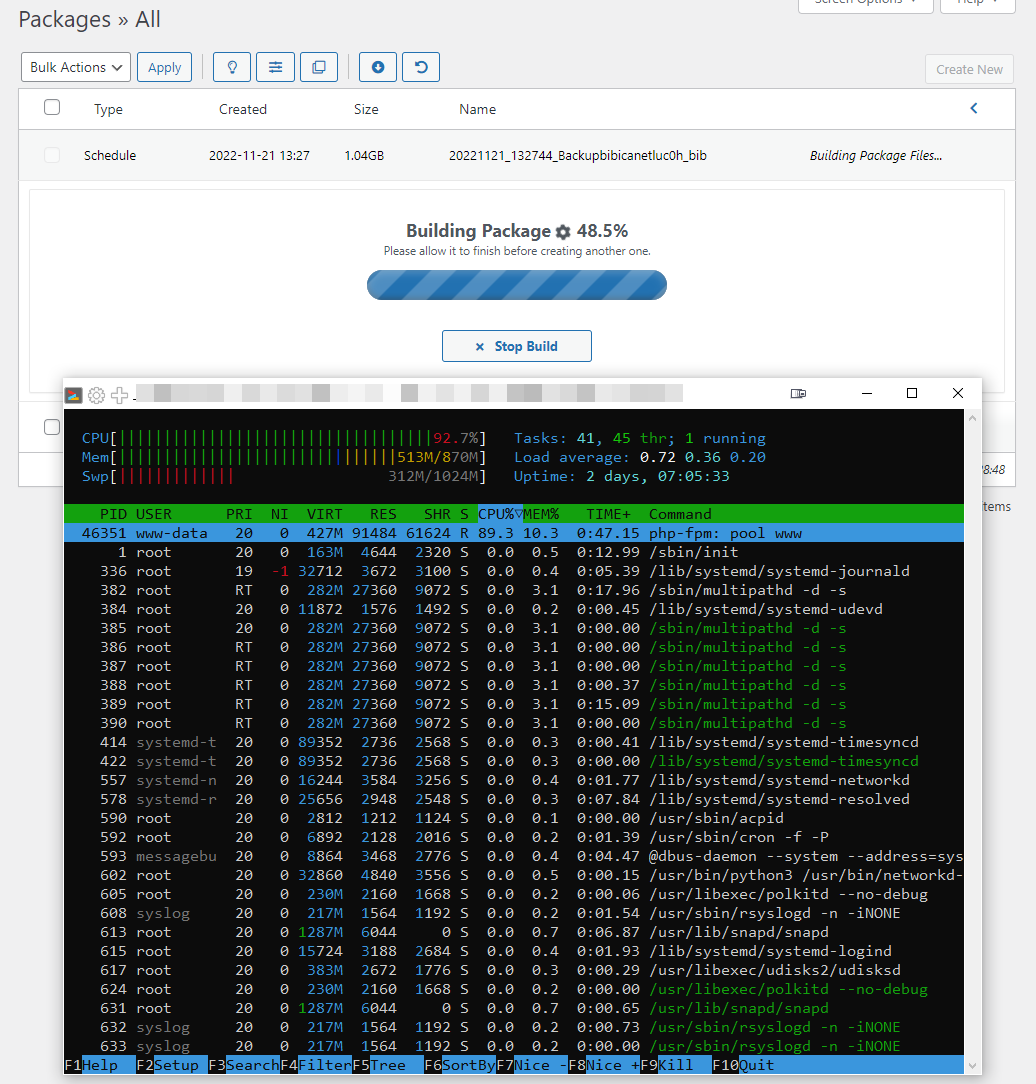 Screen Options
Help
Packages » All
Bulk Actions Apply
Create New
Type Created Size Name
Schedule 2022-11-21 13:27 1.04GB 20221121_132744_Backupbibicanetluc0h_bib Building Package Files...
Building Package 48.5%
Please allow it to finish before creating another one.
× Stop Build
8:48
tems
CPU[ 92.7%] Tasks: 41, 45 thr; 1 running
Mem[ 513M/870M] Load average: 0.72 0.36 0.20
Swp[ 312M/1024M] Uptime: 2 days, 07:05:33
PID USER PRI NI VIRT RES SHR S CPU%▽MEM% TIME+ Command
46351 www-data 20 0 427M 91484 61624 R 89.3 10.3 0:47.15 php-fpm: pool www
1 root 20 0 163M 4644 2320 S 0.0 0.5 0:12.99 /sbin/init
336 root 19 -1 32712 3672 3100 S 0.0 0.4 0:05.39 /lib/systemd/systemd-journald
382 root RT 0 282M 27360 9072 S 0.0 3.1 0:17.96 /sbin/multipathd -d -s
384 root 20 0 11872 1576 1492 S 0.0 0.2 0:00.45 /lib/systemd/systemd-udevd
385 root 20 0 282M 27360 9072 S 0.0 3.1 0:00.00 /sbin/multipathd -d -s
386 root RT 0 282M 27360 9072 S 0.0 3.1 0:00.00 /sbin/multipathd -d -s
387 root RT 0 282M 27360 9072 S 0.0 3.1 0:00.00 /sbin/multipathd -d -s
388 root RT 0 282M 27360 9072 S 0.0 3.1 0:00.37 /sbin/multipathd -d -s
389 root RT 0 282M 27360 9072 S 0.0 3.1 0:15.09 /sbin/multipathd -d -s
390 root RT 0 282M 27360 9072 S 0.0 3.1 0:00.00 /sbin/multipathd -d -s
414 systemd-t 20 0 89352 2736 2568 S 0.0 0.3 0:00.41 /lib/systemd/systemd-timesyncd
422 systemd-t 20 0 89352 2736 2568 S 0.0 0.3 0:00.00 /lib/systemd/systemd-timesyncd
557 systemd-n 20 0 16244 3584 3256 S 0.0 0.4 0:01.77 /lib/systemd/systemd-networkd
578 systemd-r 20 0 25656 2948 2548 S 0.0 0.3 0:07.84 /lib/systemd/systemd-resolved
590 root 20 0 2812 1212 1124 S 0.0 0.1 0:00.00 /usr/sbin/acpid
592 root 20 0 6892 2128 2016 S 0.0 0.2 0:01.39 /usr/sbin/cron -f -P
593 messagebu 20 0 8864 3468 2776 S 0.0 0.4 0:04.47 @dbus-daemon --system --address=sys
602 root 20 0 32860 4840 3556 S 0.0 0.5 0:00.15 /usr/bin/python3 /usr/bin/networkd-
605 root 20 0 230M 2160 1668 S 0.0 0.2 0:00.06 /usr/libexec/polkitd --no-debug
608 syslog 20 0 217M 1564 1192 S 0.0 0.2 0:01.54 /usr/sbin/rsyslogd -n -iNONE
613 root 20 0 1287M 6044 0 S 0.0 0.7 0:06.87 /usr/lib/snapd/snapd
615 root 20 0 15724 3188 2684 S 0.0 0.4 0:01.93 /lib/systemd/systemd-logind
617 root 20 0 383M 2672 1776 S 0.0 0.3 0:00.29 /usr/libexec/udisks2/udisksd
624 root 20 0 230M 2160 1668 S 0.0 0.2 0:00.00 /usr/libexec/polkitd --no-debug
631 root 20 0 1287M 6044 0 S 0.0 0.7 0:00.65 /usr/lib/snapd/snapd
632 syslog 20 0 217M 1564 1192 S 0.0 0.2 0:00.73 /usr/sbin/rsyslogd -n -iNONE
633 syslog 20 0 217M 1564 1192 S 0.0 0.2 0:00.00 /usr/sbin/rsyslogd -n -iNONE
F1Help F2Setup F3SearchF4FilterF5Tree F6SortByF7Nice -F8Nice +F9Kill F10Quit